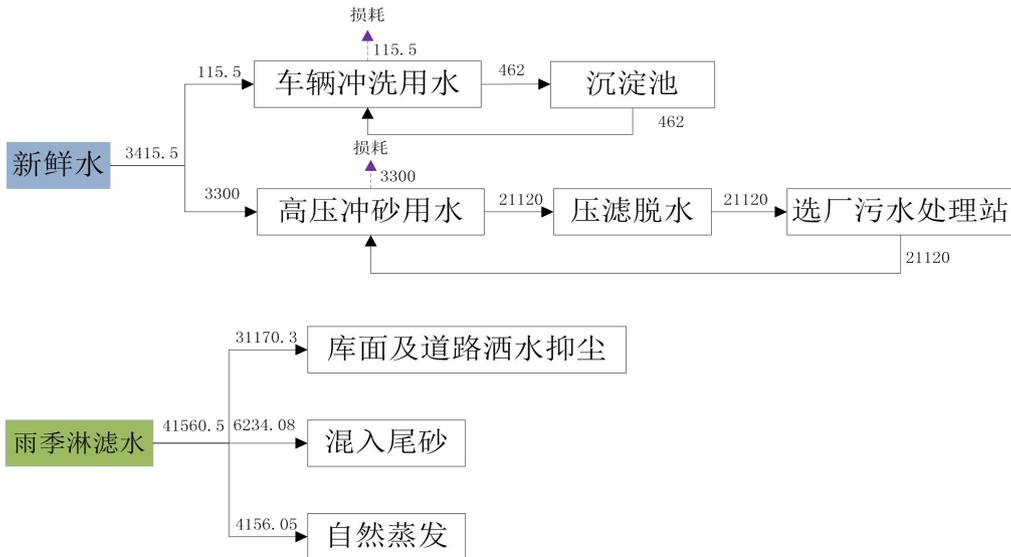 损耗
115.5
115.5
车辆冲洗用水
462
沉淀池
462
新鲜水
3415.5
损耗
3300
3300
高压冲砂用水
21120
压滤脱水
21120
选厂污水处理站
21120
31170.3
库面及道路洒水抑尘
雨季淋滤水
41560.5
6234.08
混入尾砂
4156.05
自然蒸发